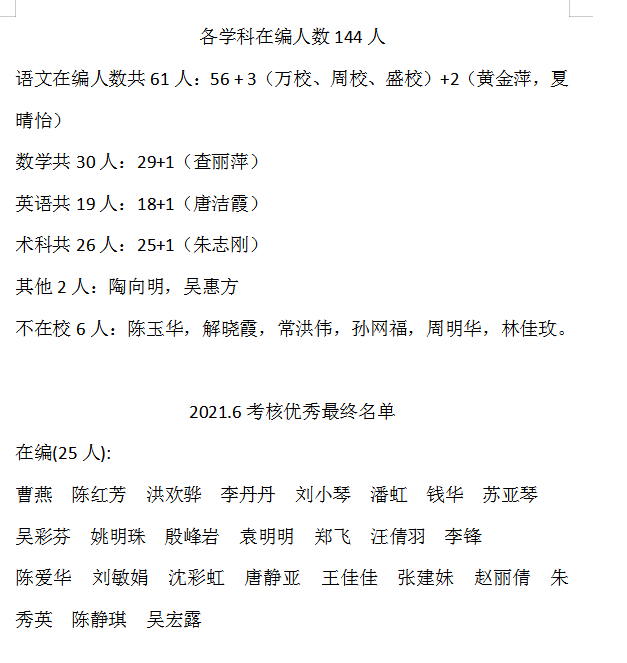 各学科在编人数 144 人
语文在编人数共 61 人：56 + 3（万校、周校、盛校）+2（黄金萍，夏
晴怡）
数学共 30 人：29+1（查丽萍）
英语共 19 人：18+1（唐洁霞）
术科共 26 人：25+1（朱志刚）
其他 2 人：陶向明，吴惠方
不在校 6 人：陈玉华，解晓霞，常洪伟，孙网福，周明华，林佳玫。
2021.6 考核优秀最终名单
在编(25 人):
曹燕 陈红芳 洪欢骅 李丹丹 刘小琴 潘虹 钱华 苏亚琴
吴彩芬 姚明珠 殷峰岩 袁明明 郑飞 汪倩羽 李锋
陈爱华 刘敏娟 沈彩虹 唐静亚 王佳佳 张建妹 赵丽倩 朱
秀英 陈静琪 吴宏露